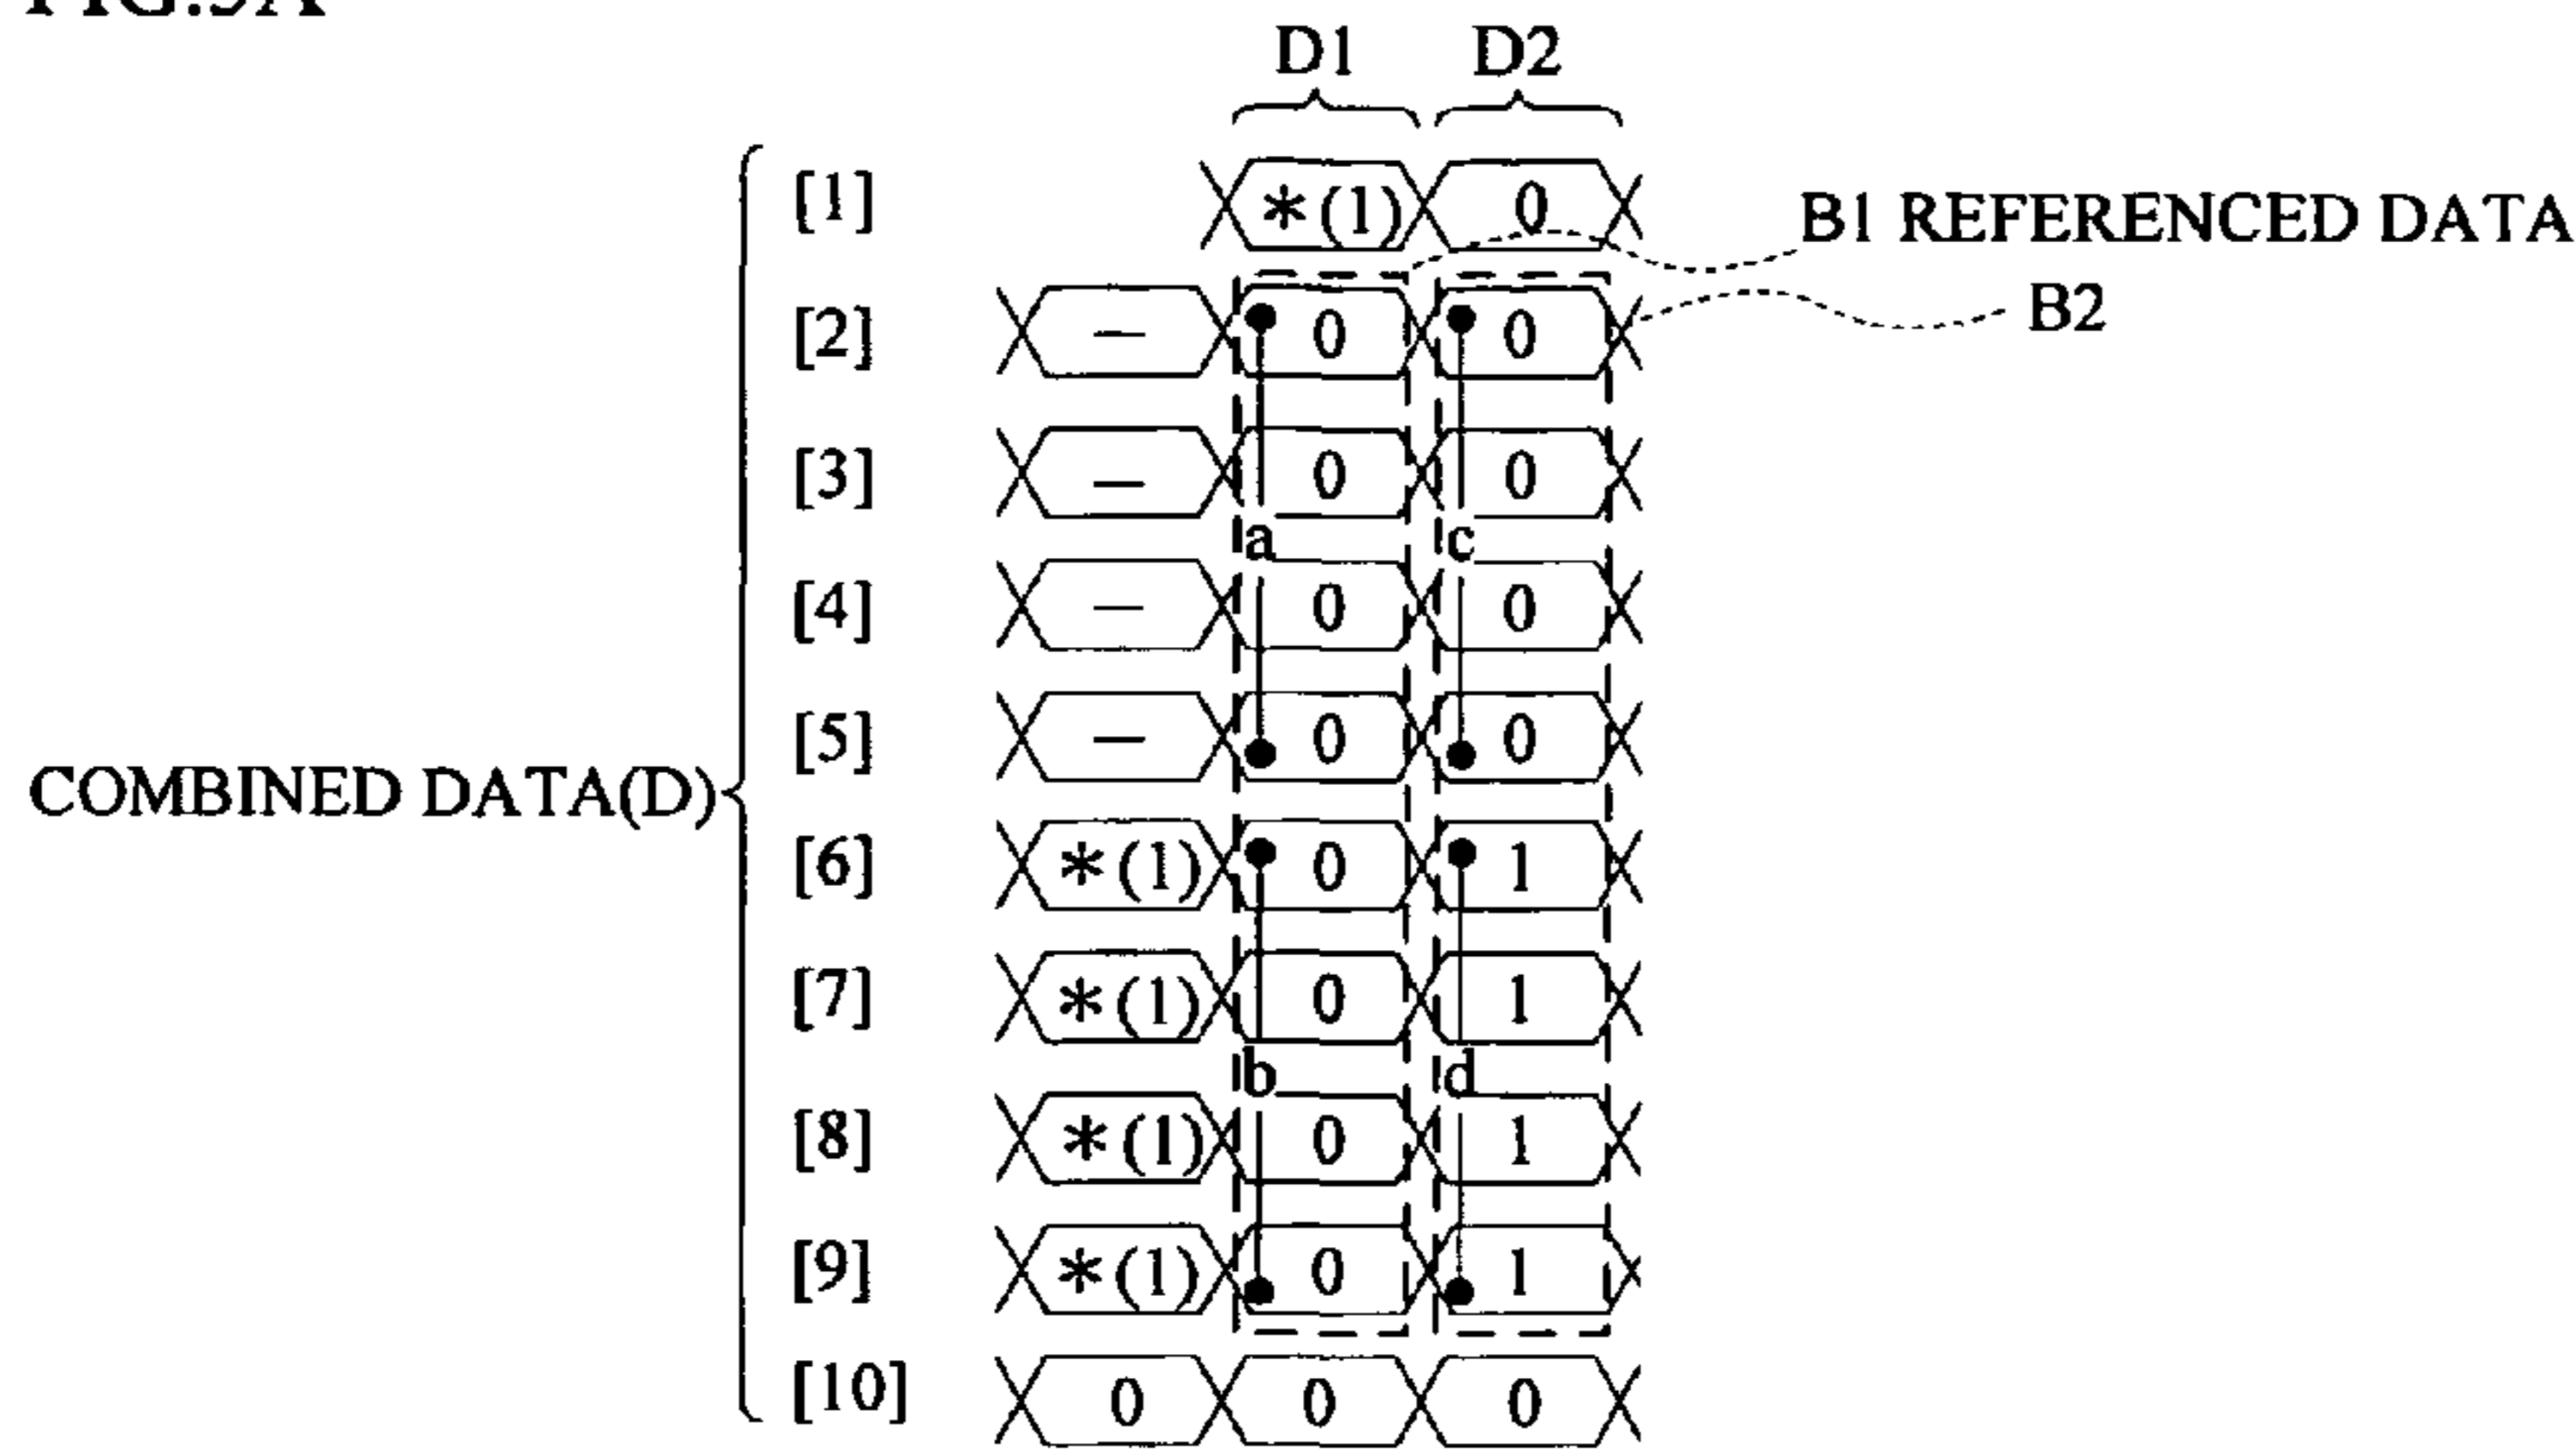 FIG.5A
D1 D2
[1] *(1) 0
B1 REFERENCED DATA
[2] — 0 0
B2
[3] — 0 0
a c
[4] — 0 0
[5] — 0 0
COMBINED DATA(D)
[6] *(1) 0 1
[7] *(1) 0 1
b d
[8] *(1) 0 1
[9] *(1) 0 1
[10] 0 0 0